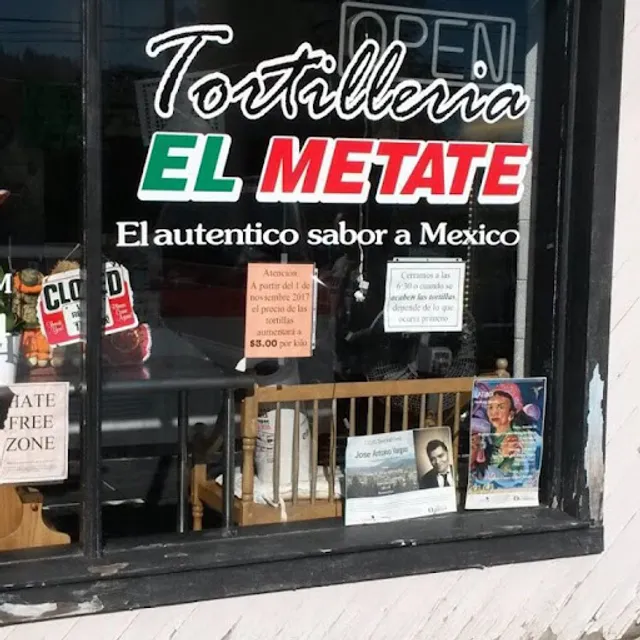 OPEN
Tortilleria
EL METATE
El autentico sabor a Mexico
Atención
A partir del 1 de
noviembre 2017
el precio de las
tortillas
aumentará a
$3.00 por kilo
Cerramos a las
6:30 o cuando se
acaben las tortillas,
depende de lo que
ocurra primero
M
CLOSED
HATE
FREE
ZONE
Jose Antonio